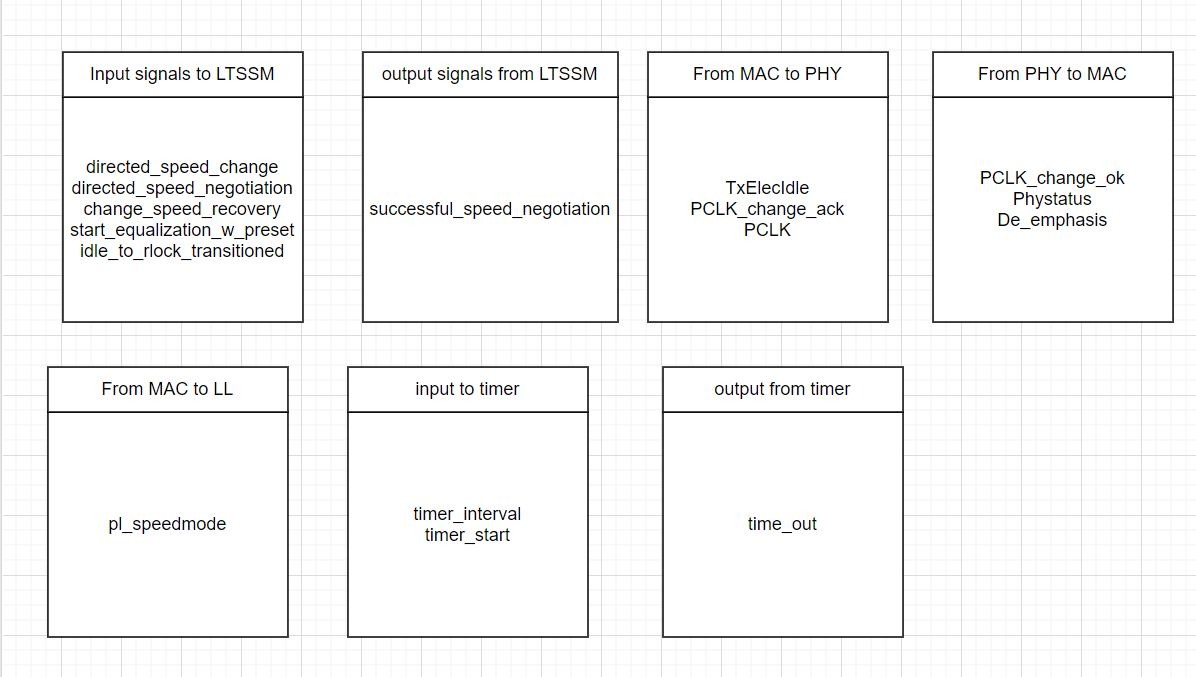 Input signals to LTSSM
directed_speed_change
directed_speed_negotiation
change_speed_recovery
start_equalization_w_preset
idle_to_rlock_transitioned
output signals from LTSSM
successful_speed_negotiation
From MAC to PHY
TxElecIdle
PCLK_change_ack
PCLK
From PHY to MAC
PCLK_change_ok
Phystatus
De_emphasis
From MAC to LL
pl_speedmode
input to timer
timer_interval
timer_start
output from timer
time_out